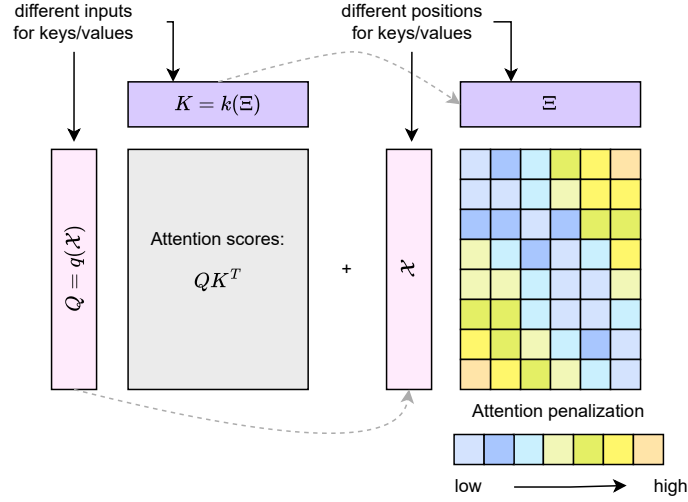 different inputs
for keys/values
different positions
for keys/values
K = k(Ξ)
Ξ
Q = q(𝒳)
Attention scores:
QK^T
+
𝒳
Attention penalization
low
high